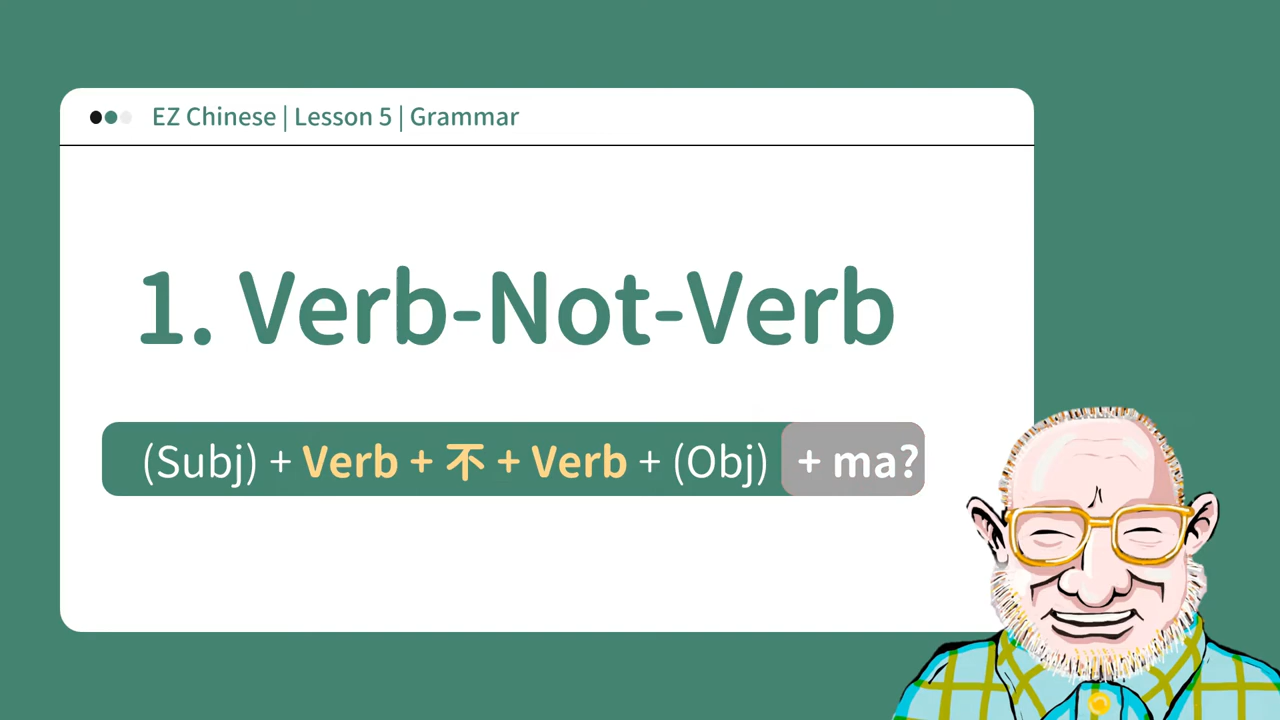 EZ Chinese | Lesson 5 | Grammar
1. Verb-Not-Verb
(Subj) + Verb + 不 + Verb + (Obj) + ma?